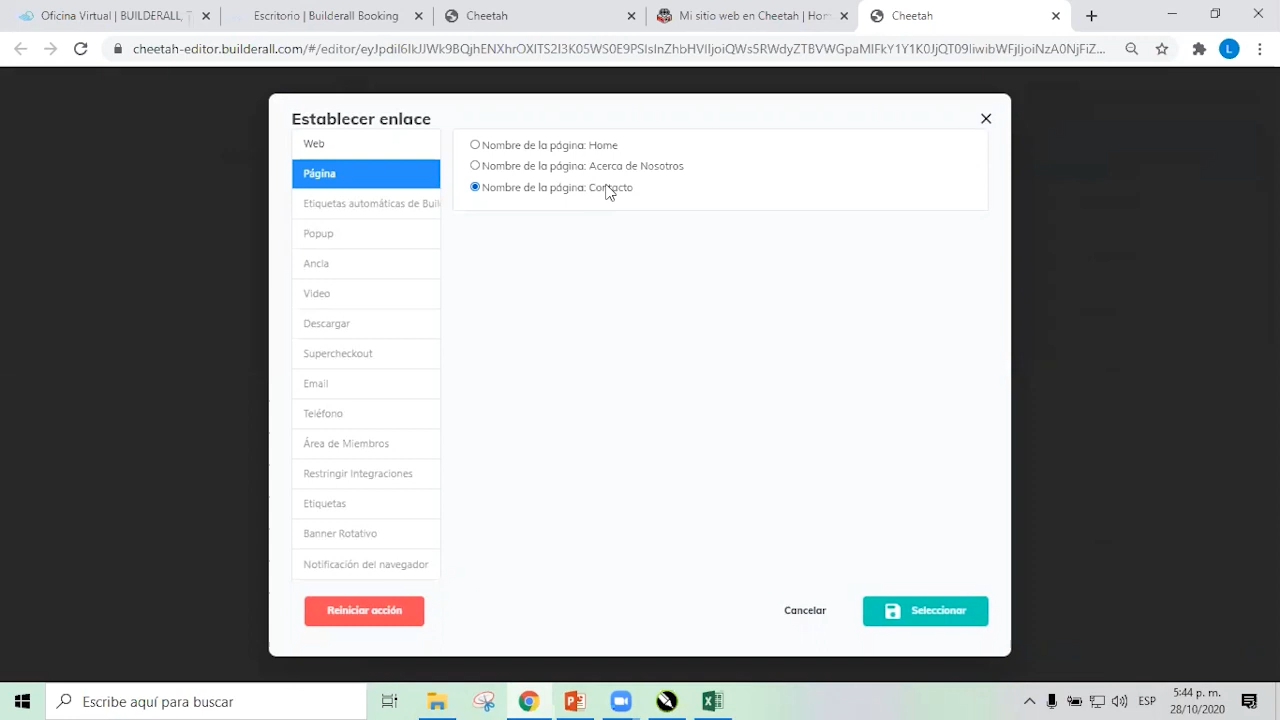 Oficina Virtual | BUILDERALL,
Escritorio | Builderall Booking
Cheetah
Mi sitio web en Cheetah | Hom
Cheetah
cheetah-editor.builderall.com/#/editor/
L
Establecer enlace
Web
Página
Etiquetas automáticas de Buil
Popup
Ancla
Video
Descargar
Supercheckout
Email
Teléfono
Área de Miembros
Restringir Integraciones
Etiquetas
Banner Rotativo
Notificación del navegador
Nombre de la página: Home
Nombre de la página: Acerca de Nosotros
Nombre de la página: Contacto
Reiniciar acción
Cancelar
Seleccionar
Escribe aquí para buscar
ESP
5:44 p. m.
28/10/2020